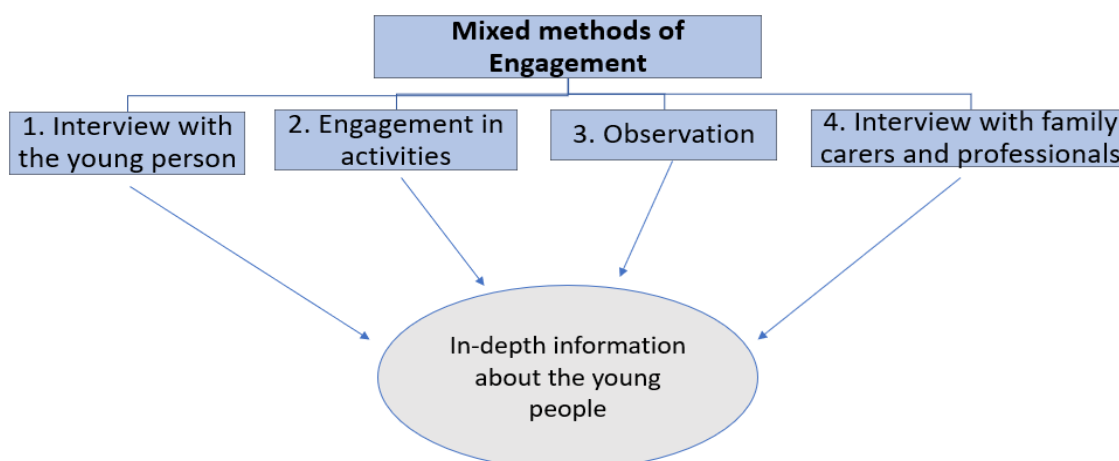 Mixed methods of
Engagement
1. Interview with
the young person
2. Engagement in
activities
3. Observation
4. Interview with family
carers and professionals
In-depth information
about the young
people